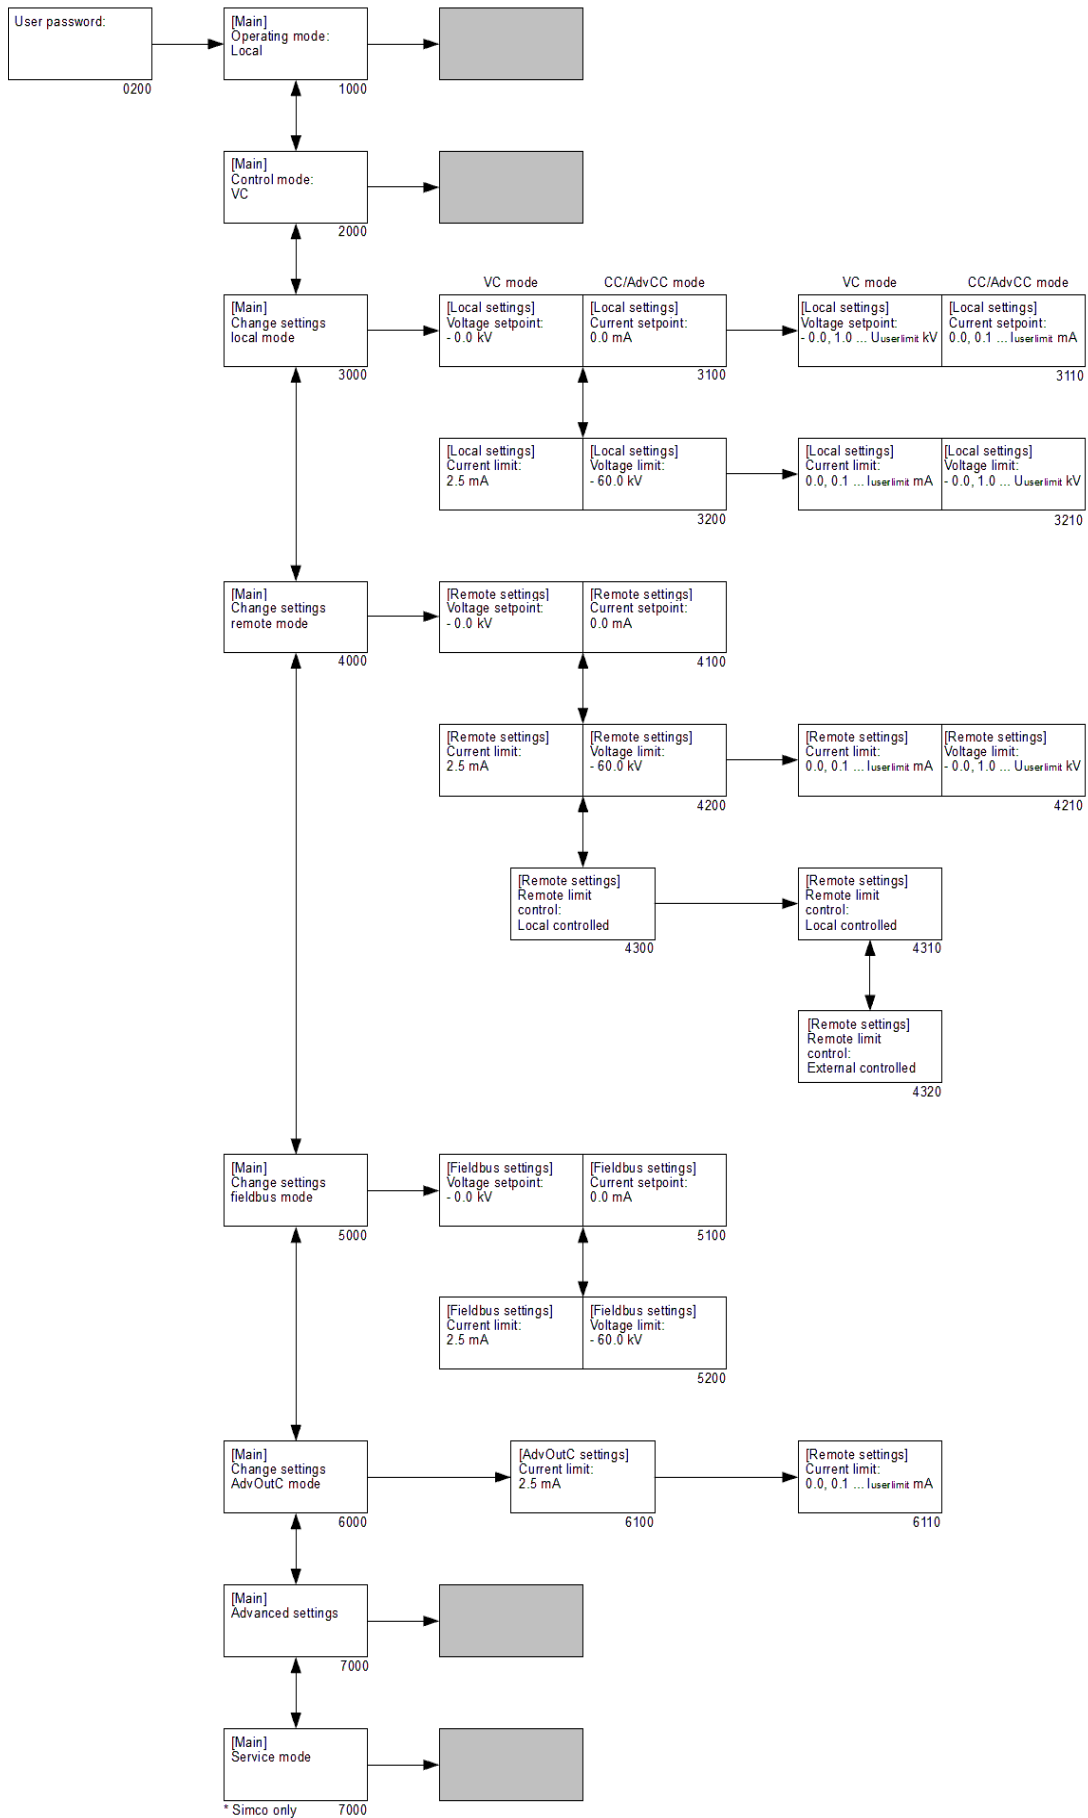 User password:
0200
[Main]
Operating mode:
Local
1000
[Main]
Control mode:
VC
2000
VC mode
CC/AdvCC mode
VC mode
CC/AdvCC mode
[Main]
Change settings
local mode
3000
[Local settings]
Voltage setpoint:
- 0.0 kV
[Local settings]
Current setpoint:
0.0 mA
3100
[Local settings]
Voltage setpoint:
- 0.0, 1.0 ... Uuserlimit kV
[Local settings]
Current setpoint:
0.0, 0.1 ... Iuserlimit mA
3110
[Local settings]
Current limit:
2.5 mA
[Local settings]
Voltage limit:
- 60.0 kV
3200
[Local settings]
Current limit:
0.0, 0.1 ... Iuserlimit mA
[Local settings]
Voltage limit:
- 0.0, 1.0 ... Uuserlimit kV
3210
[Main]
Change settings
remote mode
4000
[Remote settings]
Voltage setpoint:
- 0.0 kV
[Remote settings]
Current setpoint:
0.0 mA
4100
[Remote settings]
Current limit:
2.5 mA
[Remote settings]
Voltage limit:
- 60.0 kV
4200
[Remote settings]
Current limit:
0.0, 0.1 ... Iuserlimit mA
[Remote settings]
Voltage limit:
- 0.0, 1.0 ... Uuserlimit kV
4210
[Remote settings]
Remote limit
control:
Local controlled
4300
[Remote settings]
Remote limit
control:
Local controlled
4310
[Remote settings]
Remote limit
control:
External controlled
4320
[Main]
Change settings
fieldbus mode
5000
[Fieldbus settings]
Voltage setpoint:
- 0.0 kV
[Fieldbus settings]
Current setpoint:
0.0 mA
5100
[Fieldbus settings]
Current limit:
2.5 mA
[Fieldbus settings]
Voltage limit:
- 60.0 kV
5200
[Main]
Change settings
AdvOutC mode
6000
[AdvOutC settings]
Current limit:
2.5 mA
6100
[Remote settings]
Current limit:
0.0, 0.1 ... Iuserlimit mA
6110
[Main]
Advanced settings
7000
[Main]
Service mode
* Simco only 7000